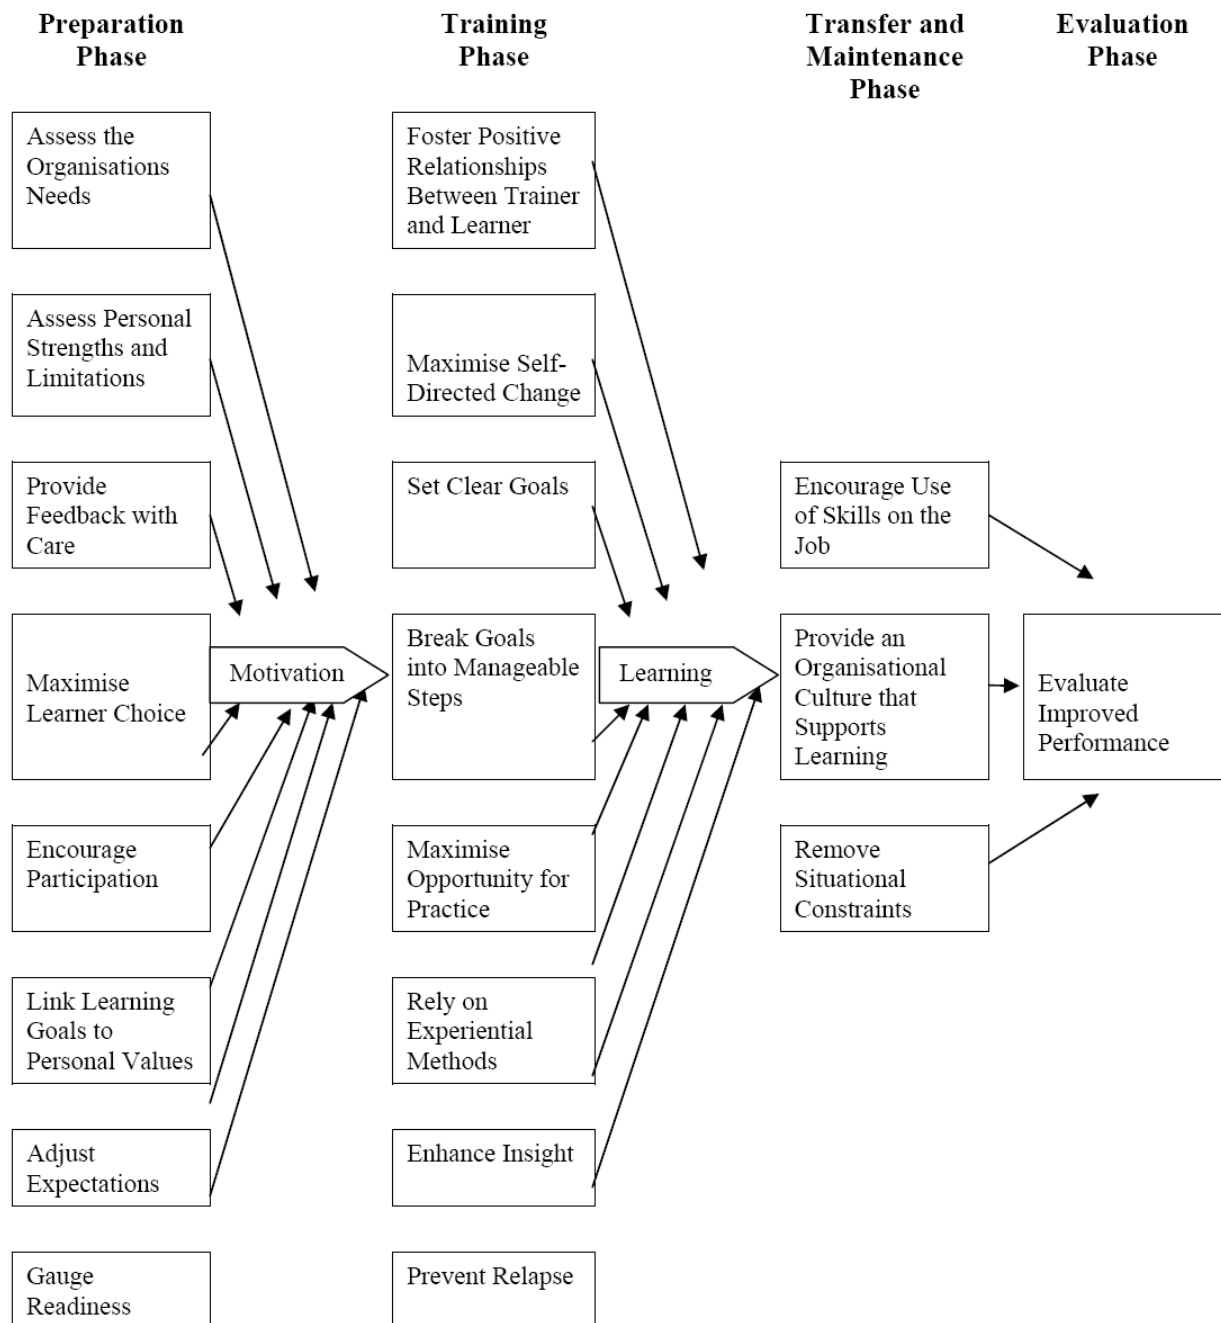 Preparation
Phase
Training
Phase
Transfer and
Maintenance
Phase
Evaluation
Phase
Assess the
Organisations
Needs
Assess Personal
Strengths and
Limitations
Provide
Feedback with
Care
Maximise
Learner Choice
Encourage
Participation
Link Learning
Goals to
Personal Values
Adjust
Expectations
Gauge
Readiness
Motivation
Foster Positive
Relationships
Between Trainer
and Learner
Maximise Self-
Directed Change
Set Clear Goals
Break Goals
into Manageable
Steps
Maximise
Opportunity for
Practice
Rely on
Experiential
Methods
Enhance Insight
Prevent Relapse
Learning
Encourage Use
of Skills on the
Job
Provide an
Organisational
Culture that
Supports
Learning
Remove
Situational
Constraints
Evaluate
Improved
Performance